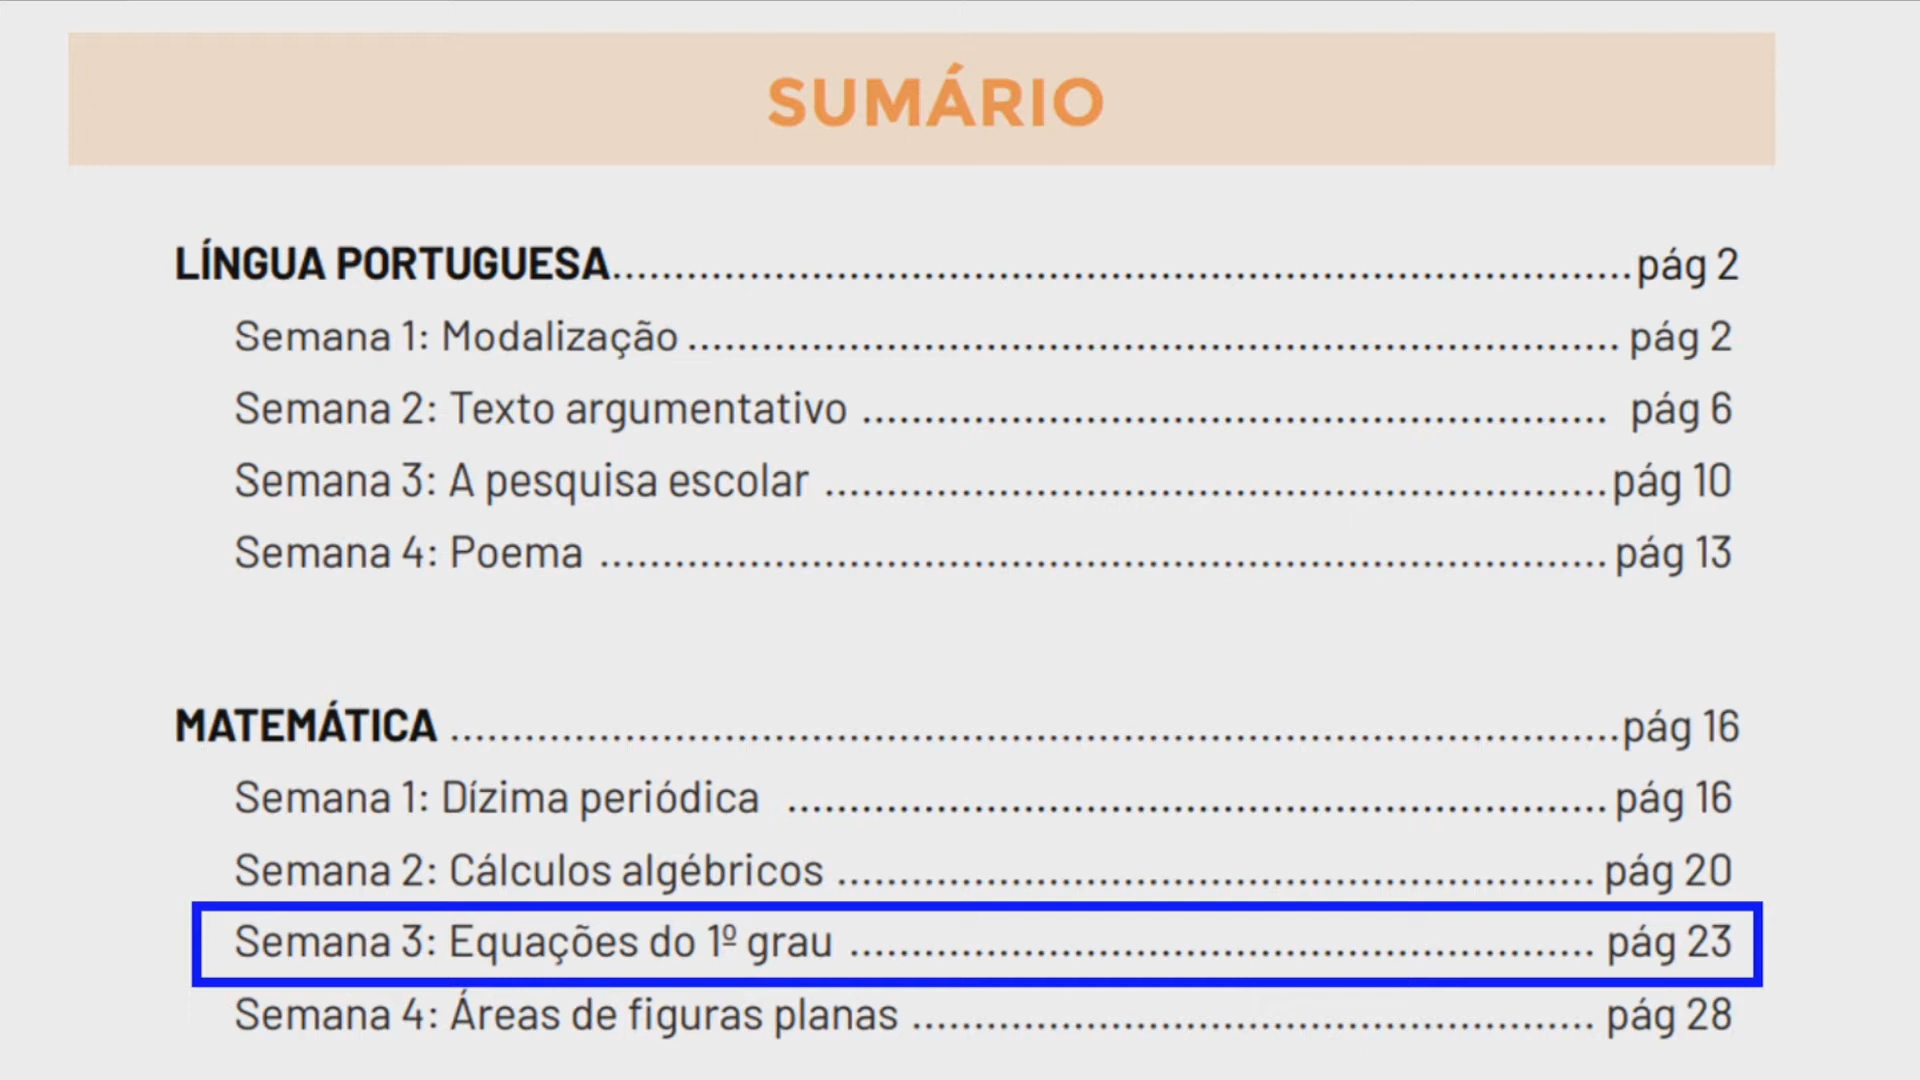 SUMÁRIO
LÍNGUA PORTUGUESA..................................................................................pág 2
Semana 1: Modalização ........................................................................... pág 2
Semana 2: Texto argumentativo ............................................................ pág 6
Semana 3: A pesquisa escolar ...............................................................pág 10
Semana 4: Poema .................................................................................pág 13
MATEMÁTICA ..............................................................................................pág 16
Semana 1: Dízima periódica ..................................................................pág 16
Semana 2: Cálculos algébricos ............................................................. pág 20
Semana 3: Equações do 1º grau ............................................................ pág 23
Semana 4: Áreas de figuras planas ....................................................... pág 28